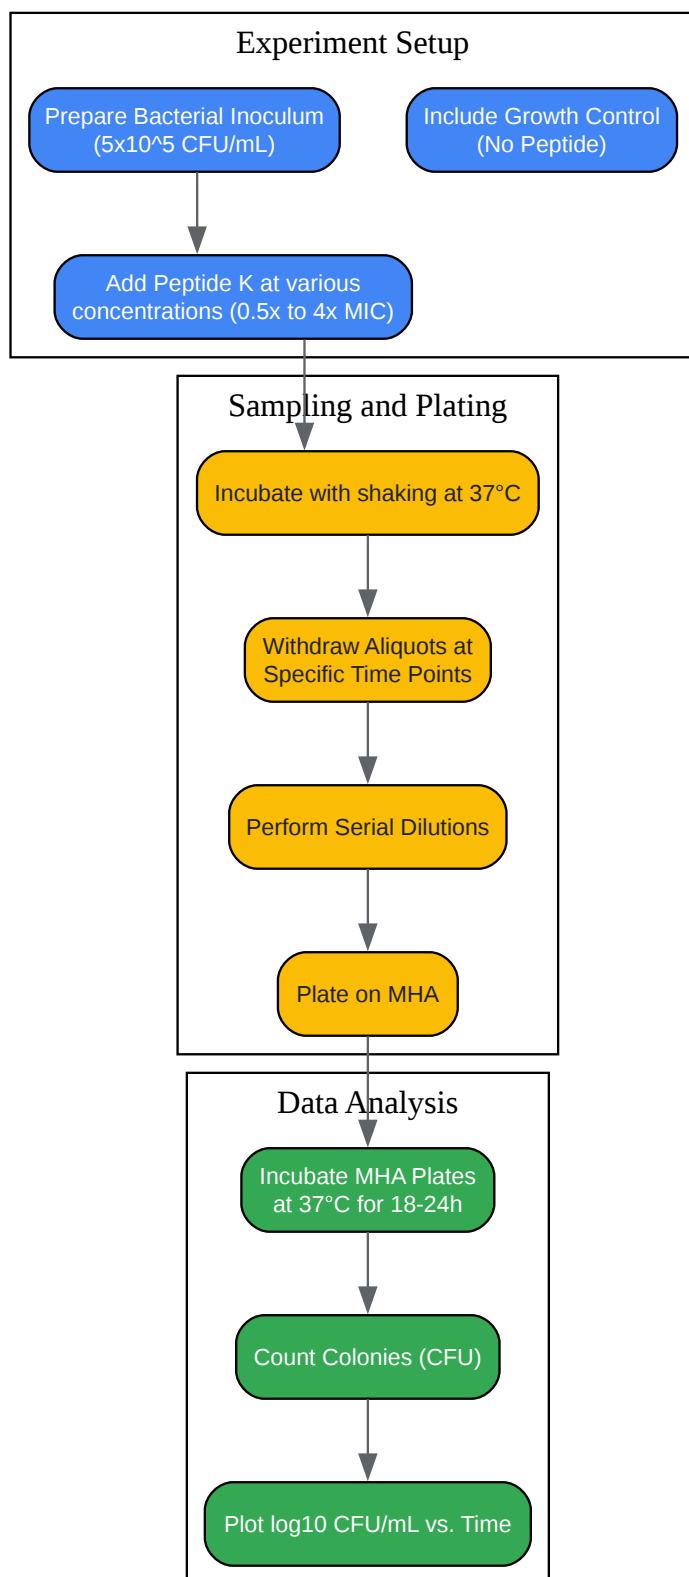 Experiment Setup
Prepare Bacterial Inoculum
(5x10^5 CFU/mL)
Include Growth Control
(No Peptide)
Add Peptide K at various
concentrations (0.5x to 4x MIC)
Sampling and Plating
Incubate with shaking at 37°C
Withdraw Aliquots at
Specific Time Points
Perform Serial Dilutions
Plate on MHA
Data Analysis
Incubate MHA Plates
at 37°C for 18-24h
Count Colonies (CFU)
Plot log10 CFU/mL vs. Time